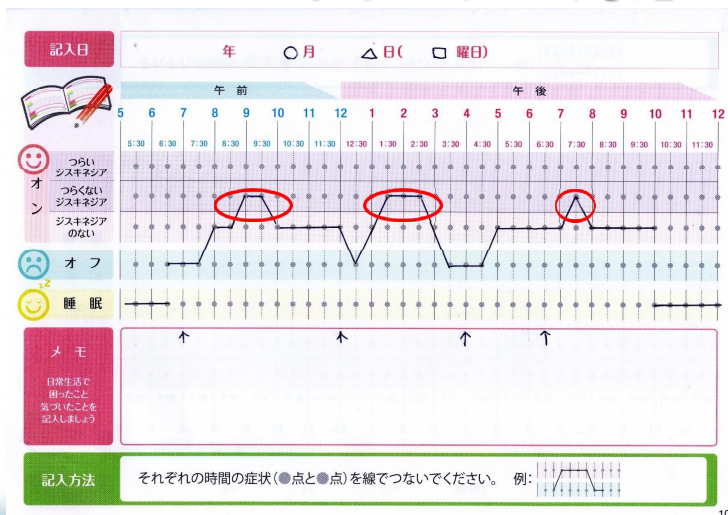 記入日 年 ○月 △日( □ 曜日)
午前 午後
5 6 7 8 9 10 11 12 1 2 3 4 5 6 7 8 9 10 11 12
5:30 6:30 7:30 8:30 9:30 10:30 11:30 12:30 1:30 2:30 3:30 4:30 5:30 6:30 7:30 8:30 9:30 10:30 11:30
オン
つらい
ジスキネジア
つらくない
ジスキネジア
ジスキネジア
のない
オフ
zz
睡眠
メモ
日常生活で
困ったこと
気づいたことを
記入しましょう
記入方法 それぞれの時間の症状(●点と●点)を線でつないでください。 例: